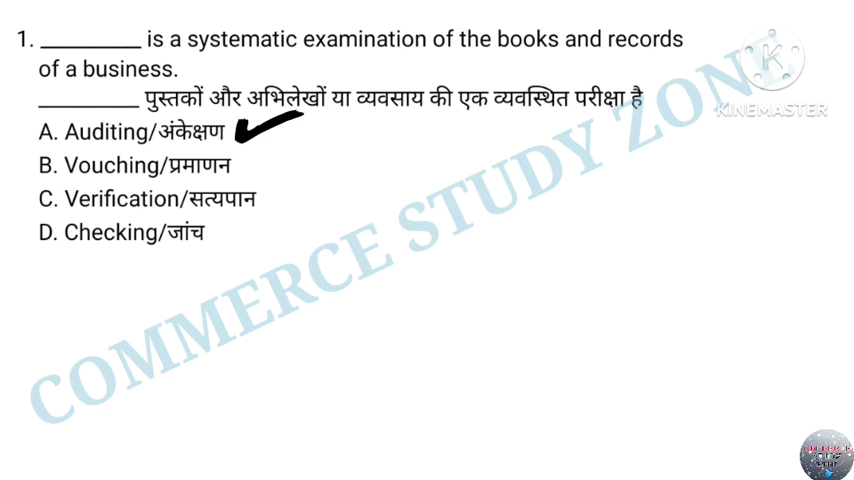 1. _________ is a systematic examination of the books and records
of a business.
_________ पुस्तकों और अभिलेखों या व्यवसाय की एक व्यवस्थित परीक्षा है
A. Auditing/अंकेक्षण
B. Vouching/प्रमाणन
C. Verification/सत्यपान
D. Checking/जांच
COMMERCE STUDY ZONE
K
KINEMASTER